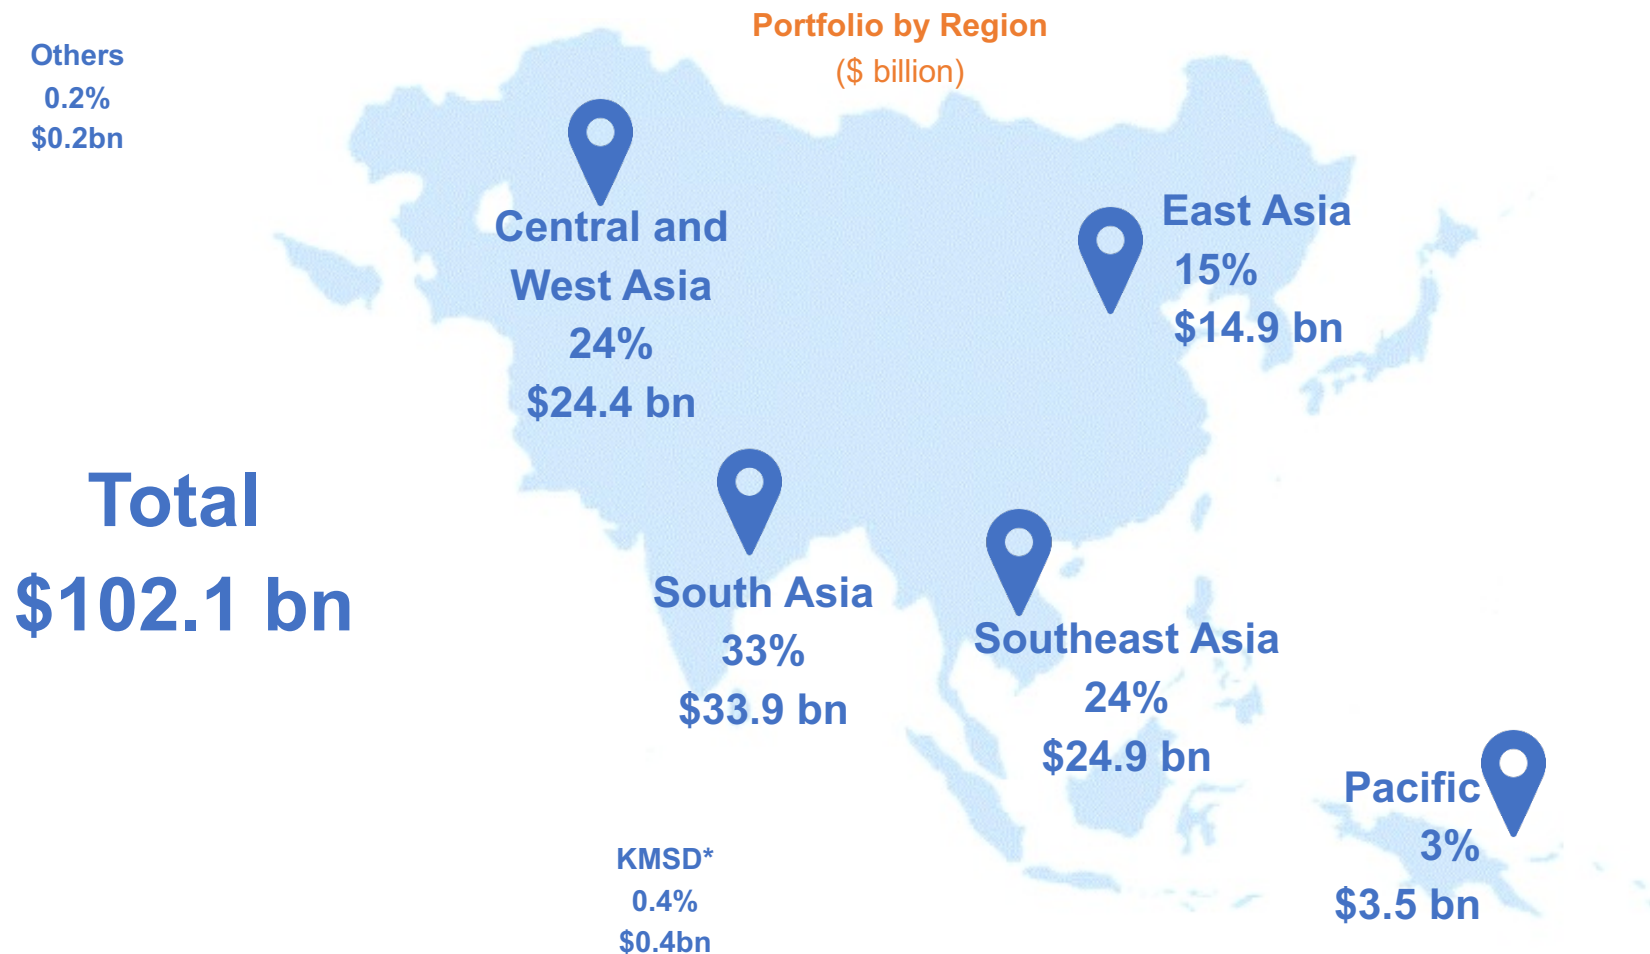 Portfolio by Region
($ billion)
Others
0.2%
$0.2bn
Central and
West Asia
24%
$24.4 bn
East Asia
15%
$14.9 bn
Total
$102.1 bn
South Asia
33%
$33.9 bn
Southeast Asia
24%
$24.9 bn
Pacific
3%
$3.5 bn
KMSD*
0.4%
$0.4bn